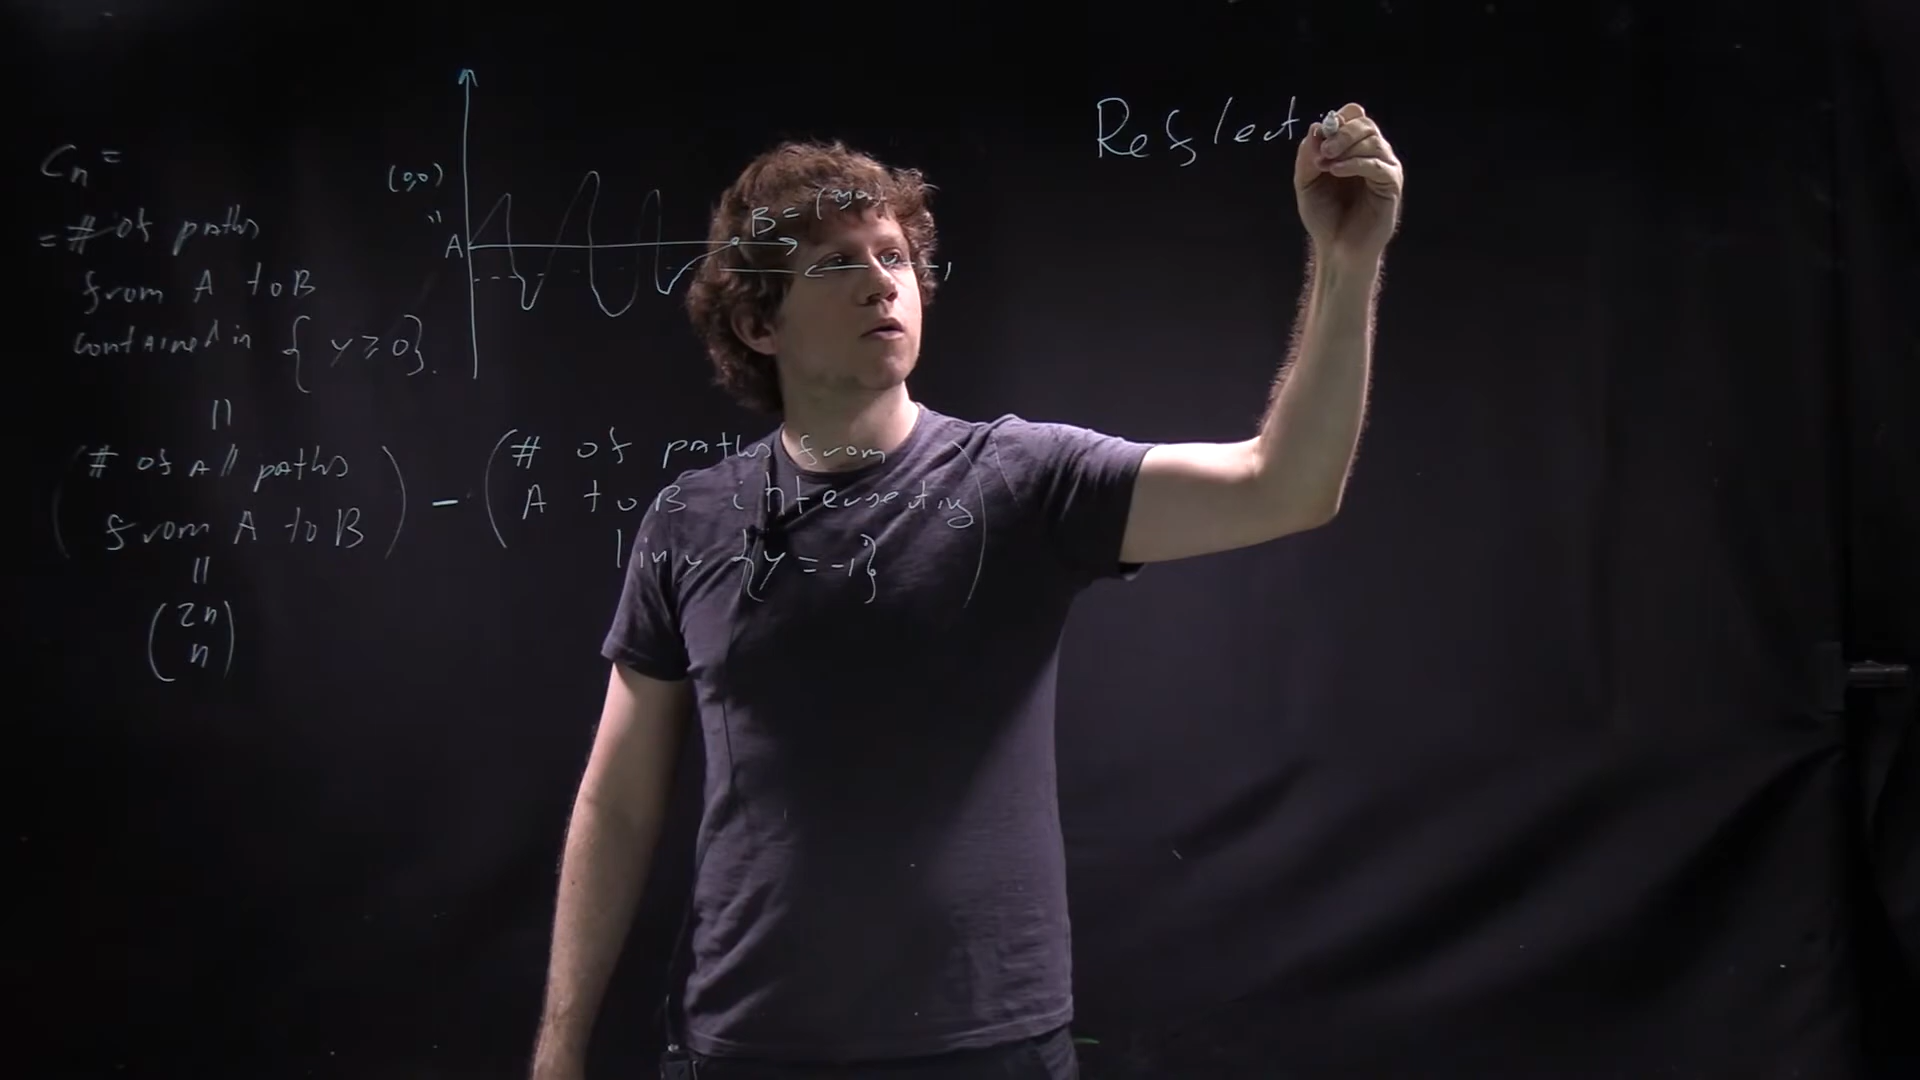 Cn =
= # of paths
from A to B
contained in { y ≥ 0}.
||
( # of all paths
from A to B )
||
(2n
n)
(0,0)
||
A
B = (2n,0)
-1
- ( # of paths from
A to B intersecting
line {y = -1} )
Reflecti